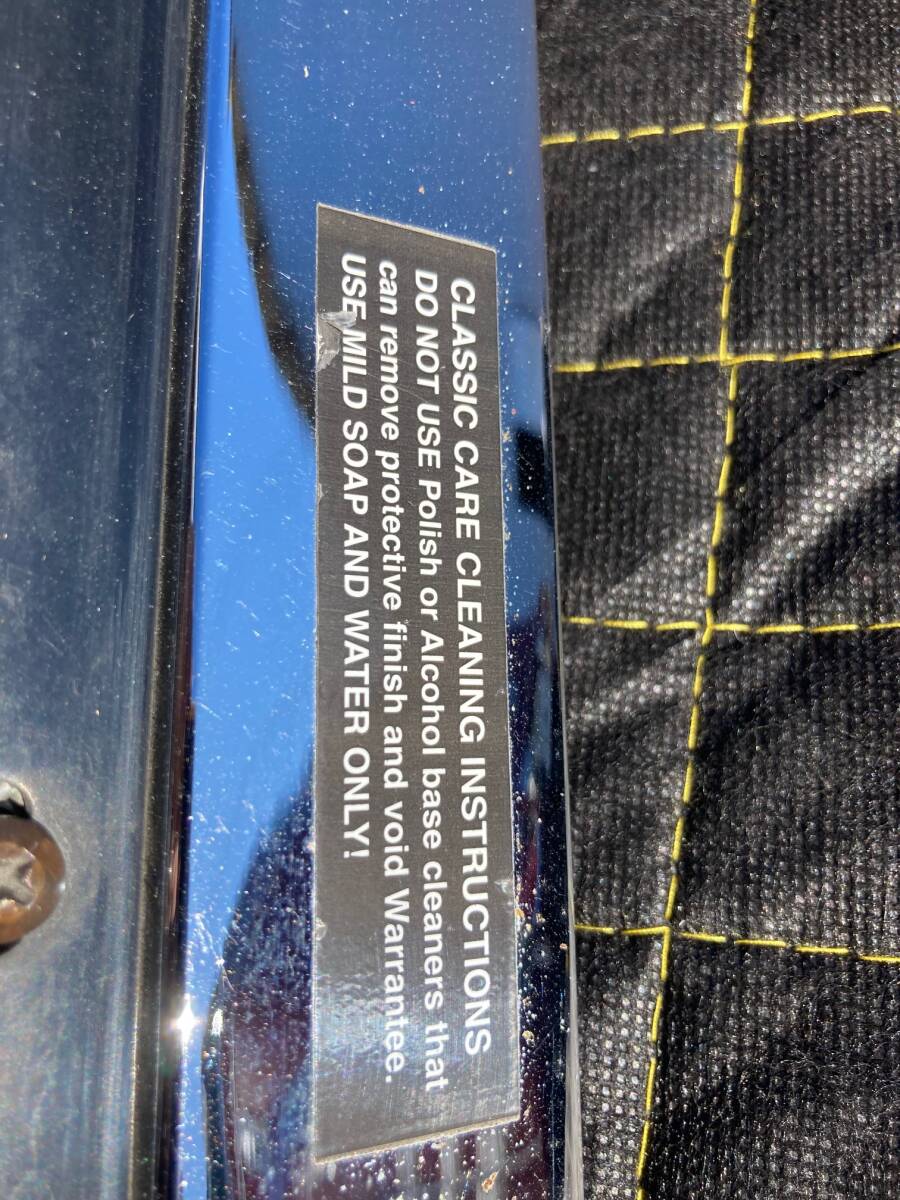 CLASSIC CARE CLEANING INSTRUCTIONS
DO NOT USE Polish or Alcohol base cleaners that
can remove protective finish and void Warrantee.
USE MILD SOAP AND WATER ONLY!